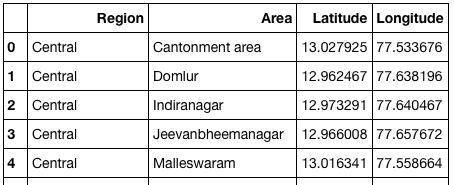 Region Area Latitude Longitude
0 Central Cantonment area 13.027925 77.533676
1 Central Domlur 12.962467 77.638196
2 Central Indiranagar 12.973291 77.640467
3 Central Jeevanbheemanagar 12.966008 77.657672
4 Central Malleswaram 13.016341 77.558664